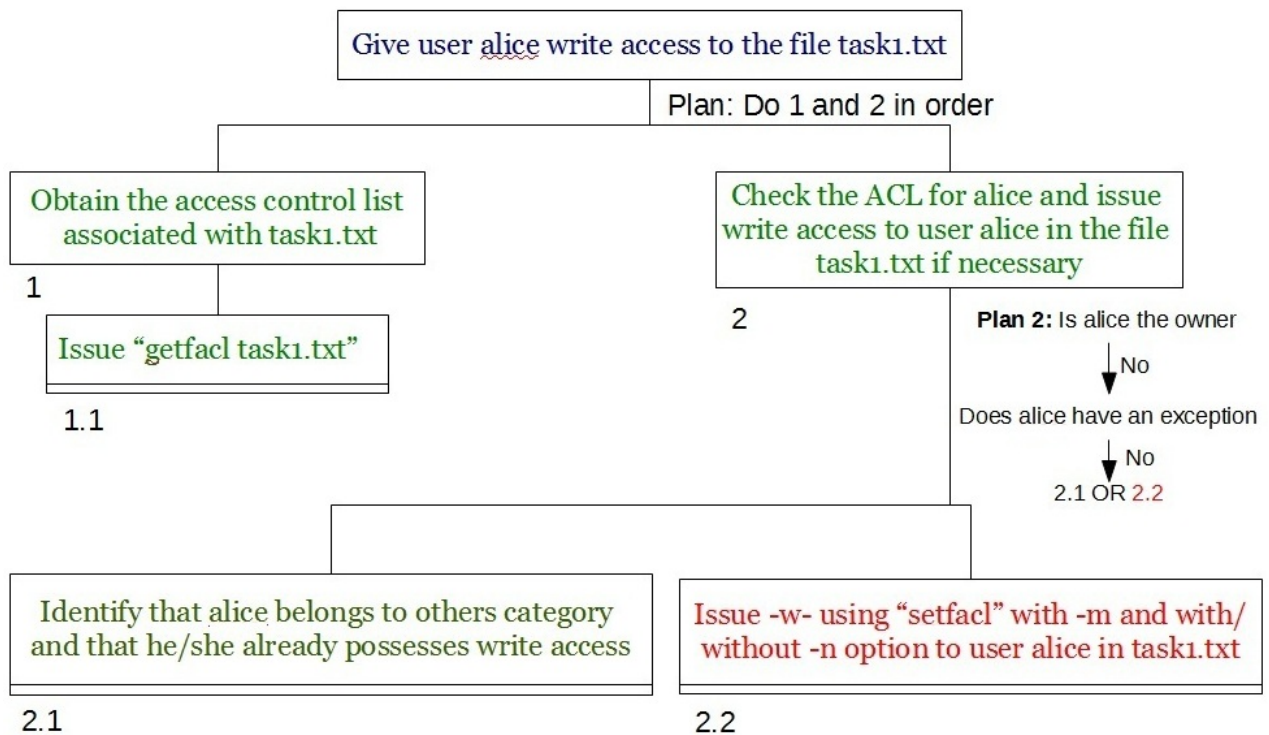 Give user alice write access to the file task1.txt
Plan: Do 1 and 2 in order
Obtain the access control list
associated with task1.txt
1
Issue “getfacl task1.txt”
1.1
Check the ACL for alice and issue
write access to user alice in the file
task1.txt if necessary
2
Plan 2: Is alice the owner
No
Does alice have an exception
No
2.1 OR 2.2
Identify that alice belongs to others category
and that he/she already possesses write access
2.1
Issue -w- using “setfacl” with -m and with/
without -n option to user alice in task1.txt
2.2